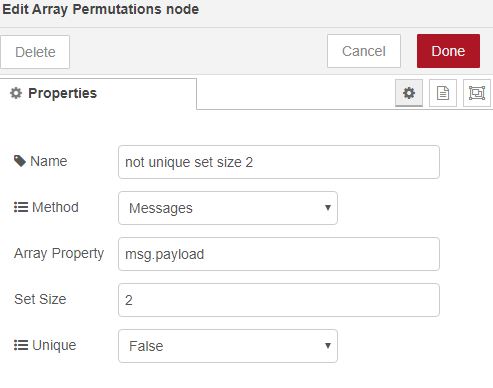 Edit Array Permutations node
Delete
Cancel
Done
Properties
Name
not unique set size 2
Method
Messages
Array Property
msg.payload
Set Size
2
Unique
False